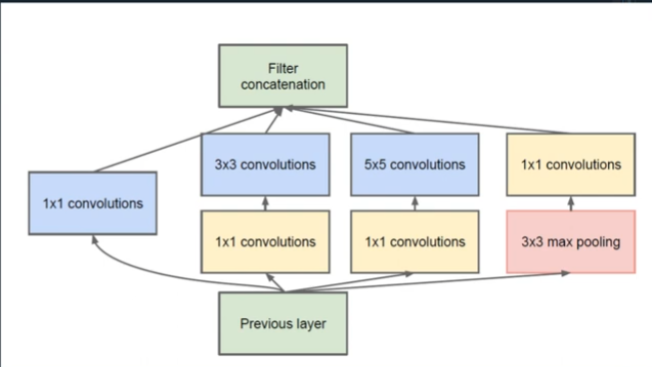 Filter
concatenation
3x3 convolutions
5x5 convolutions
1x1 convolutions
1x1 convolutions
1x1 convolutions
1x1 convolutions
3x3 max pooling
Previous layer